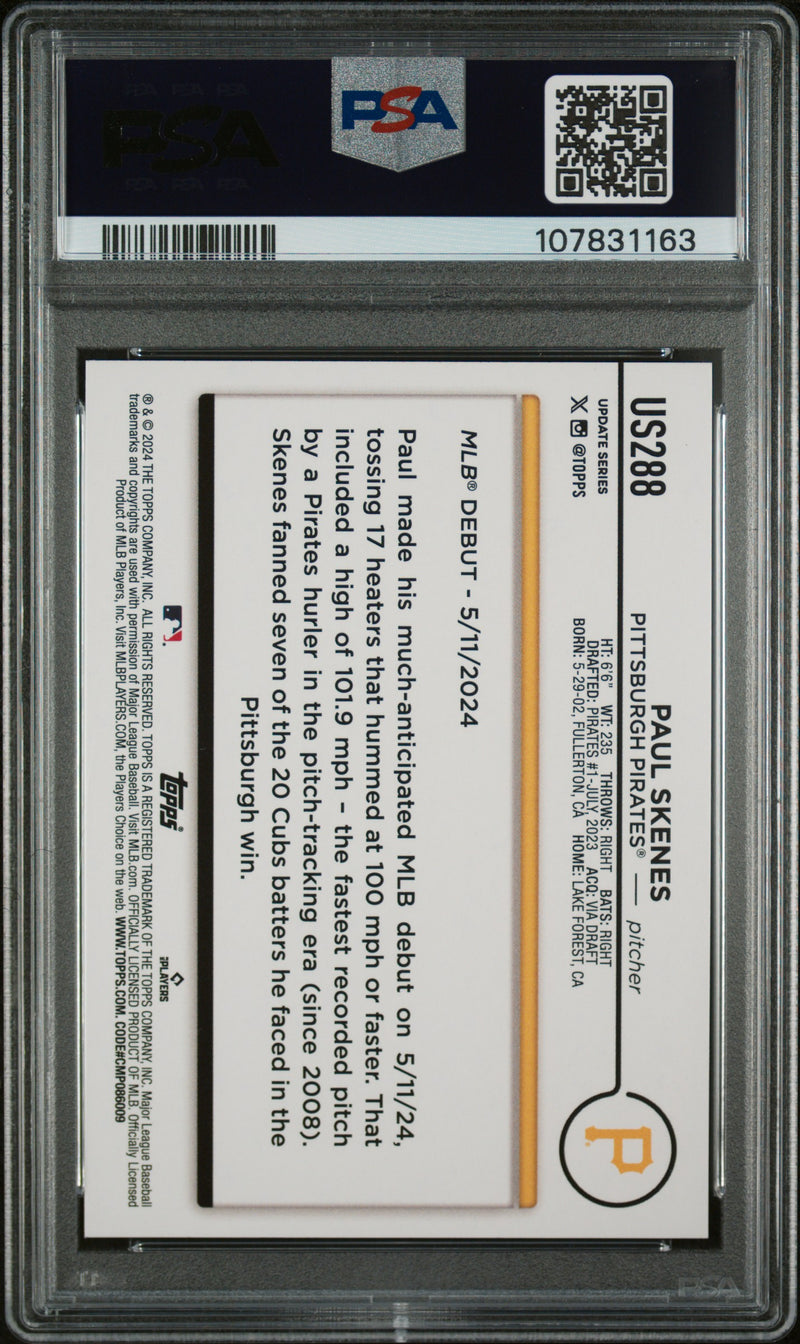 PSA PSA PSA
PSA
PSA PSA PSA
PSA
107831163
US288
UPDATE SERIES
X @TOPPS
PAUL SKENES
PITTSBURGH PIRATES® — pitcher
HT: 6'6" WT: 235 THROWS: RIGHT BATS: RIGHT
DRAFTED: PIRATES #1-JULY, 2023 ACQ: VIA DRAFT
BORN: 5-29-02, FULLERTON, CA HOME: LAKE FOREST, CA
P
MLB® DEBUT - 5/11/2024
Paul made his much-anticipated MLB debut on 5/11/24,
tossing 17 heaters that hummed at 100 mph or faster. That
included a high of 101.9 mph – the fastest recorded pitch
by a Pirates hurler in the pitch-tracking era (since 2008).
Skenes fanned seven of the 20 Cubs batters he faced in the
Pittsburgh win.
topps®
PLAYERS
® & © 2024 THE TOPPS COMPANY, INC. ALL RIGHTS RESERVED. TOPPS IS A REGISTERED TRADEMARK OF THE TOPPS COMPANY, INC. Major League Baseball
trademarks and copyrights are used with permission of Major League Baseball. Visit MLB.com. OFFICIALLY LICENSED PRODUCT OF MLB. Officially Licensed
Product of MLB Players, Inc. Visit MLBPLAYERS.COM, the Players Choice on the web. WWW.TOPPS.COM. CODE#CMP086009
PSA